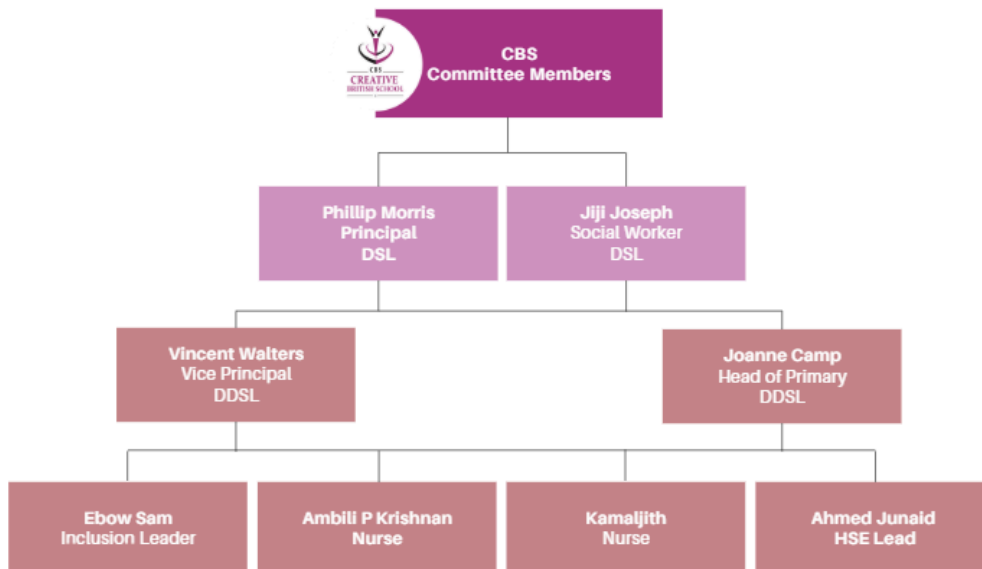 CBS
CREATIVE
BRITISH SCHOOL
CBS
Committee Members
Phillip Morris
Principal
DSL
Jiji Joseph
Social Worker
DSL
Vincent Walters
Vice Principal
DDSL
Joanne Camp
Head of Primary
DDSL
Ebow Sam
Inclusion Leader
Ambili P Krishnan
Nurse
Kamaljith
Nurse
Ahmed Junaid
HSE Lead